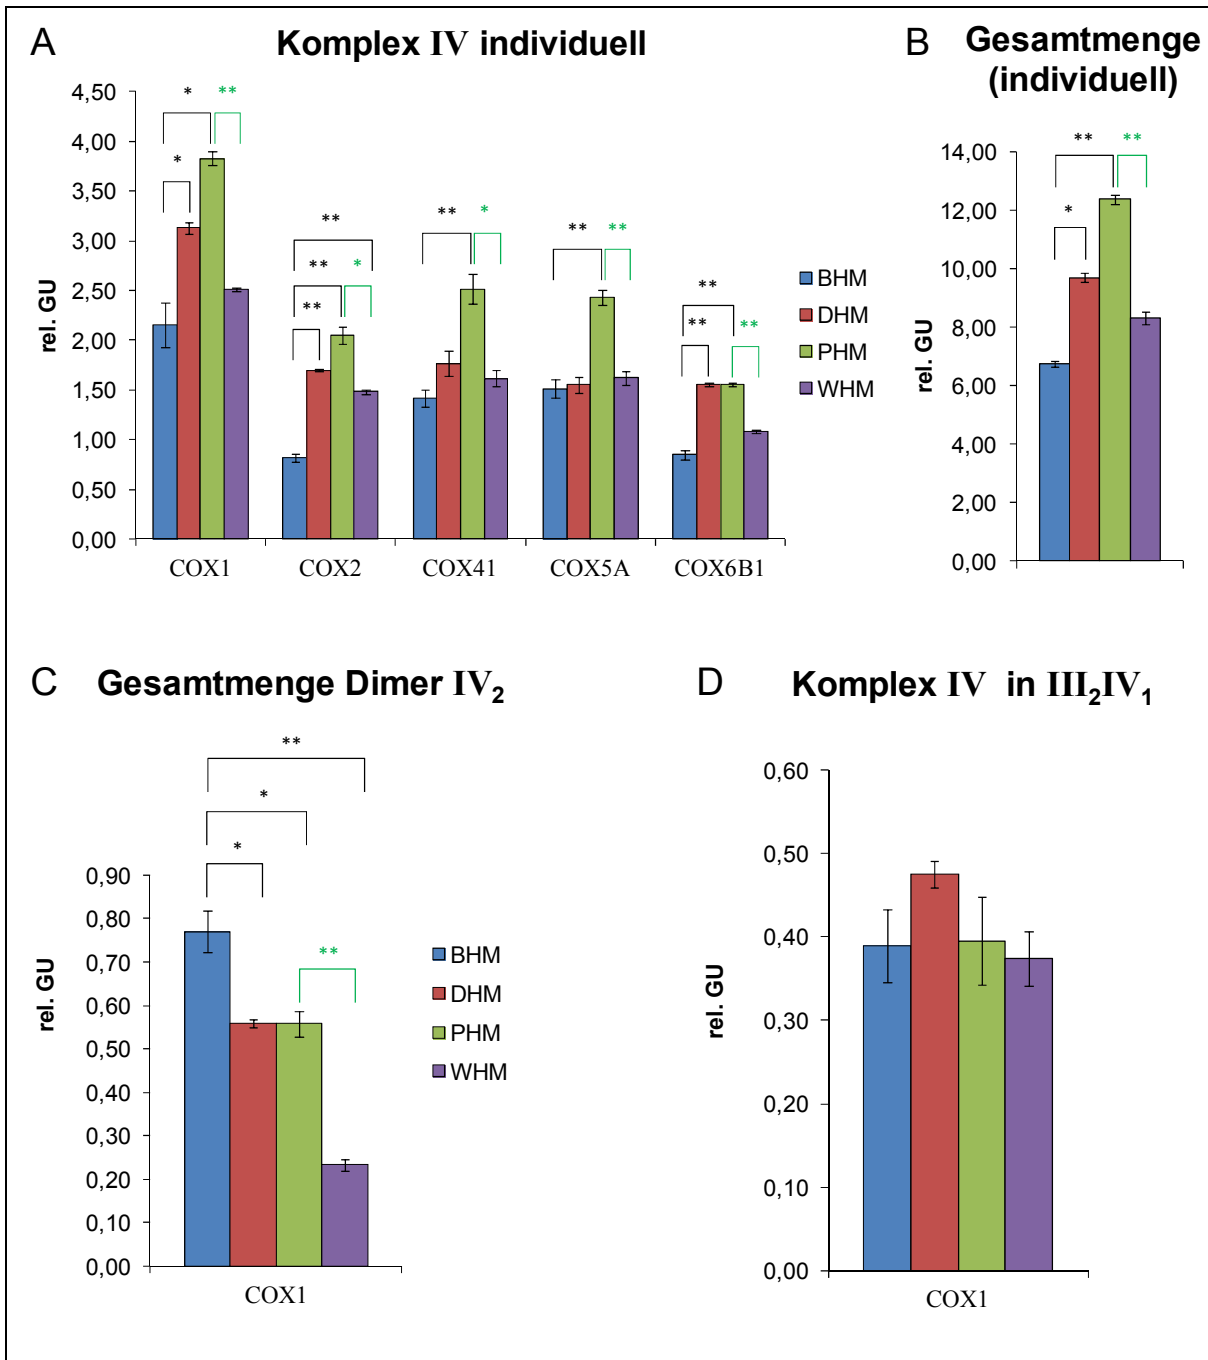 A
Komplex IV individuell
rel. GU
4,50
4,00
3,50
3,00
2,50
2,00
1,50
1,00
0,50
0,00
*
**
*
**
**
*
**
**
*
**
**
**
**
**
**
COX1 COX2 COX41 COX5A COX6B1
BHM
DHM
PHM
WHM
B
Gesamtmenge
(individuell)
rel. GU
14,00
12,00
10,00
8,00
6,00
4,00
2,00
0,00
**
**
*
C
Gesamtmenge Dimer IV₂
rel. GU
0,90
0,80
0,70
0,60
0,50
0,40
0,30
0,20
0,10
0,00
**
*
*
**
COX1
BHM
DHM
PHM
WHM
D
Komplex IV in III₂IV₁
rel. GU
0,60
0,50
0,40
0,30
0,20
0,10
0,00
COX1